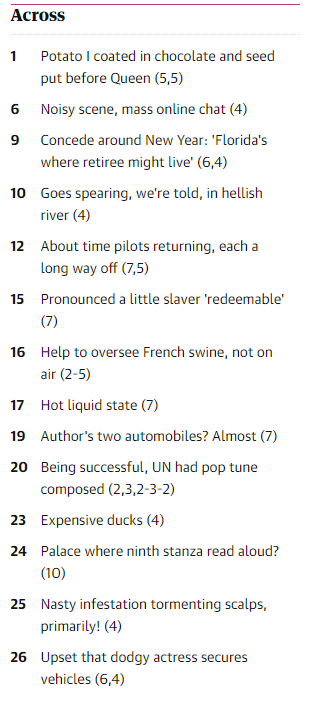 Across
1 Potato I coated in chocolate and seed
put before Queen (5,5)
6 Noisy scene, mass online chat (4)
9 Concede around New Year: 'Florida's
where retiree might live' (6,4)
10 Goes spearing, we're told, in hellish
river (4)
12 About time pilots returning, each a
long way off (7,5)
15 Pronounced a little slaver 'redeemable'
(7)
16 Help to oversee French swine, not on
air (2-5)
17 Hot liquid state (7)
19 Author's two automobiles? Almost (7)
20 Being successful, UN had pop tune
composed (2,3,2-3-2)
23 Expensive ducks (4)
24 Palace where ninth stanza read aloud?
(10)
25 Nasty infestation tormenting scalps,
primarily! (4)
26 Upset that dodgy actress secures
vehicles (6,4)